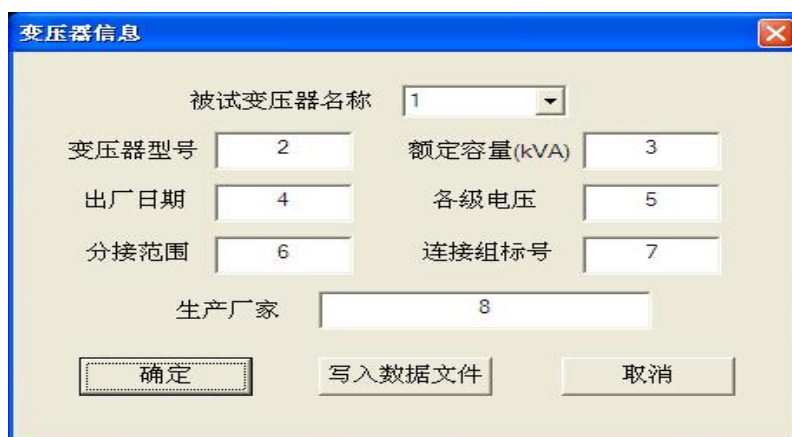 变压器信息
被试变压器名称 1
变压器型号 2 额定容量(kVA) 3
出厂日期 4 各级电压 5
分接范围 6 连接组标号 7
生产厂家 8
确定 写入数据文件 取消